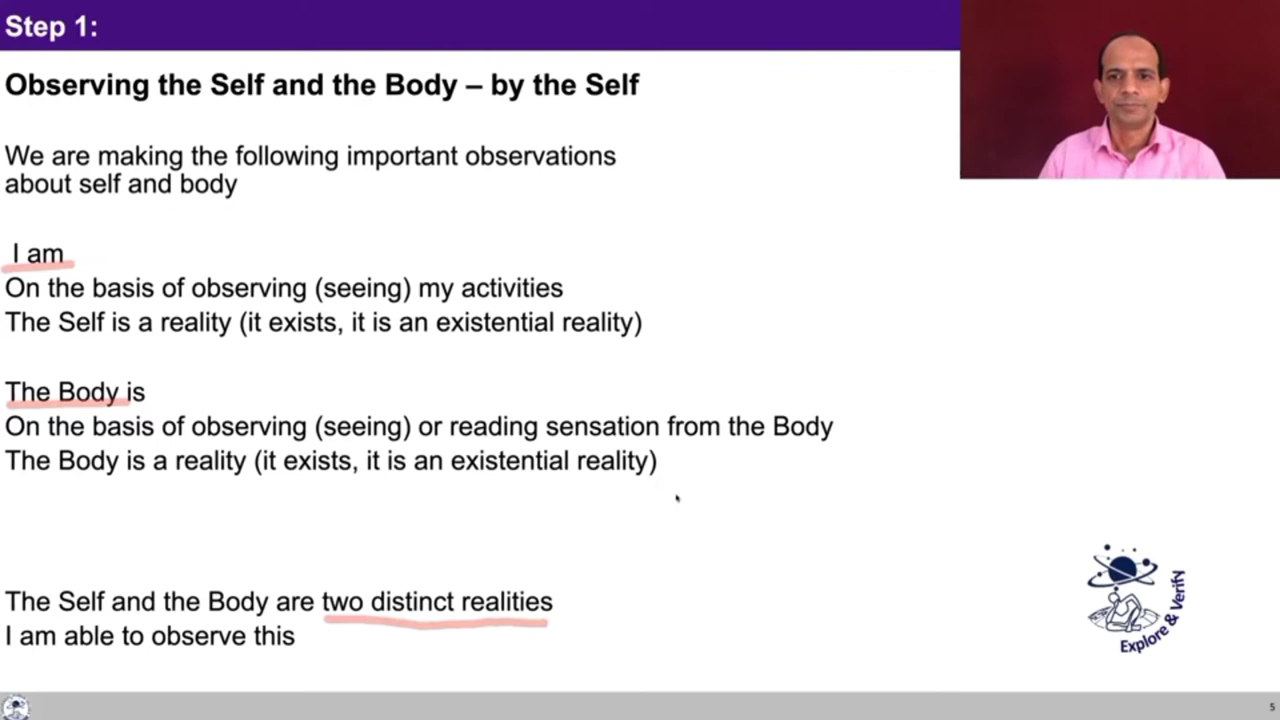 Step 1:
Observing the Self and the Body – by the Self
We are making the following important observations
about self and body
I am
On the basis of observing (seeing) my activities
The Self is a reality (it exists, it is an existential reality)
The Body is
On the basis of observing (seeing) or reading sensation from the Body
The Body is a reality (it exists, it is an existential reality)
The Self and the Body are two distinct realities
I am able to observe this
Explore & Verify
5